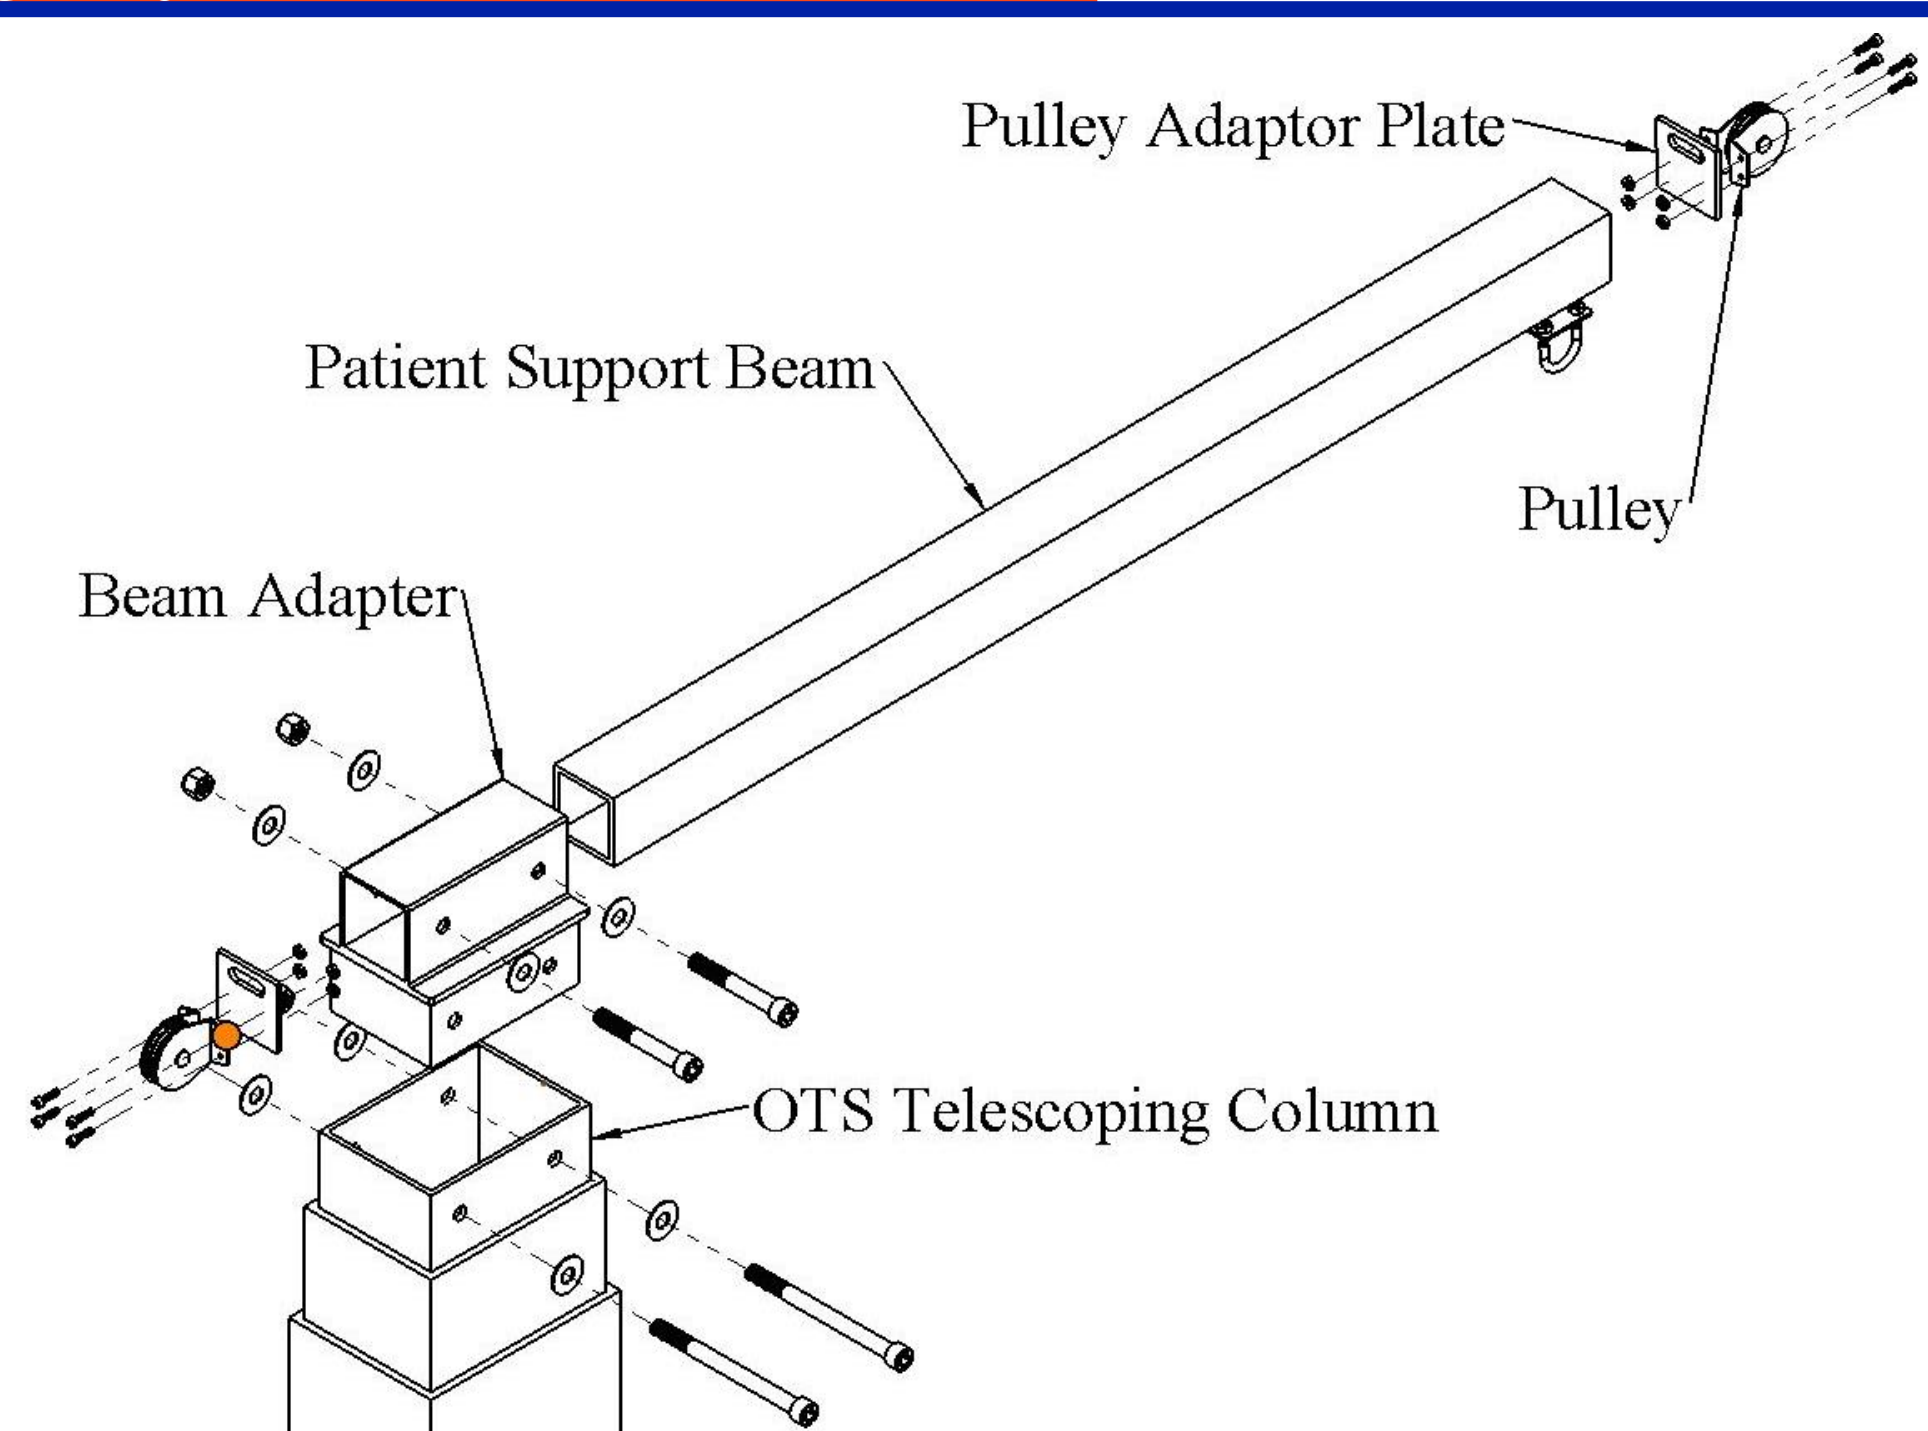 Pulley Adaptor Plate
Patient Support Beam
Pulley
Beam Adapter
OTS Telescoping Column